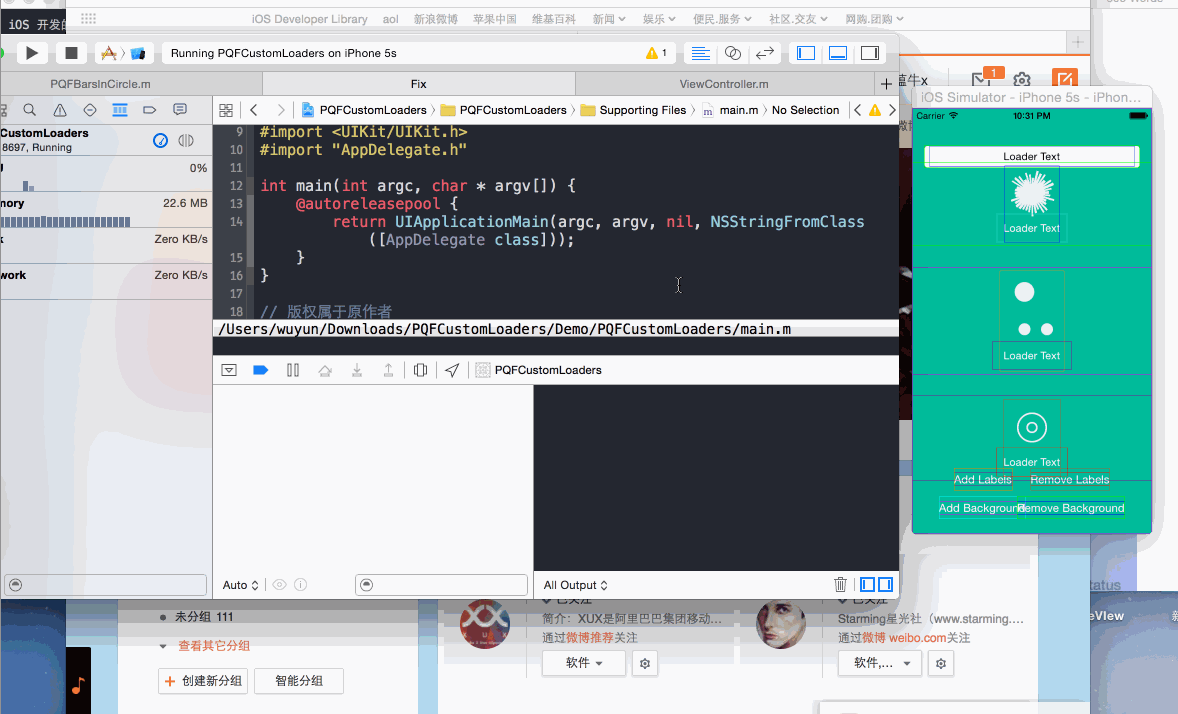 iOS 开发的
iOS Developer Library aol 新浪微博 苹果中国 维基百科 新闻 娱乐 便民.服务 社区.交友 网购.团购
Running PQFCustomLoaders on iPhone 5s 1
PQFBarsInCircle.m Fix ViewController.m +
PQFCustomLoaders PQFCustomLoaders Supporting Files main.m No Selection
CustomLoaders
8697, Running
0%
nory 22.6 MB
k Zero KB/s
work Zero KB/s
9 #import <UIKit/UIKit.h>
10 #import "AppDelegate.h"
11
12 int main(int argc, char * argv[]) {
13 @autoreleasepool {
14 return UIApplicationMain(argc, argv, nil, NSStringFromClass
([AppDelegate class]));
15 }
16 }
17
18 // 版权属于原作者
/Users/wuyun/Downloads/PQFCustomLoaders/Demo/PQFCustomLoaders/main.m
PQFCustomLoaders
Auto
All Output
1
iOS Simulator - iPhone 5s - iPhon...
Carrier 10:31 PM
Loader Text
Loader Text
Loader Text
Loader Text
Add Labels Remove Labels
Add Background Remove Background
未分组 111
查看其它分组
+ 创建新分组 智能分组
已关注
简介：XUX是阿里巴巴集团移动...
通过微博推荐关注
软件
已关注
Starming星光社（www.starming....
通过微博 weibo.com关注
软件,...
tatus
eView